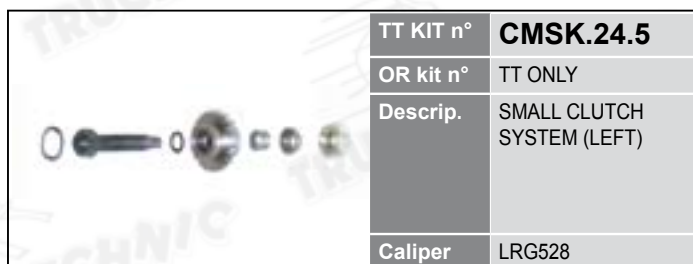 TT KIT n° CMSK.24.5
OR kit n° TT ONLY
Descrip. SMALL CLUTCH
SYSTEM (LEFT)
Caliper LRG528